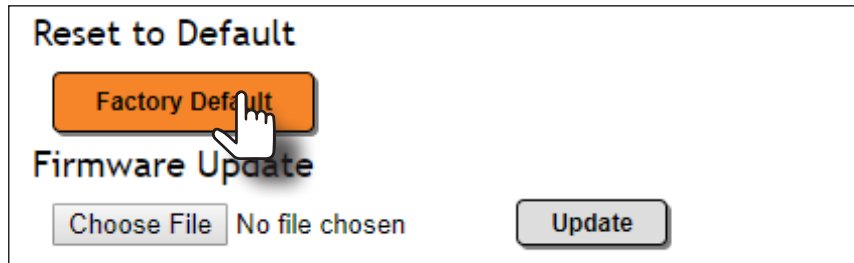 Reset to Default
Factory Default
Firmware Update
Choose File No file chosen Update